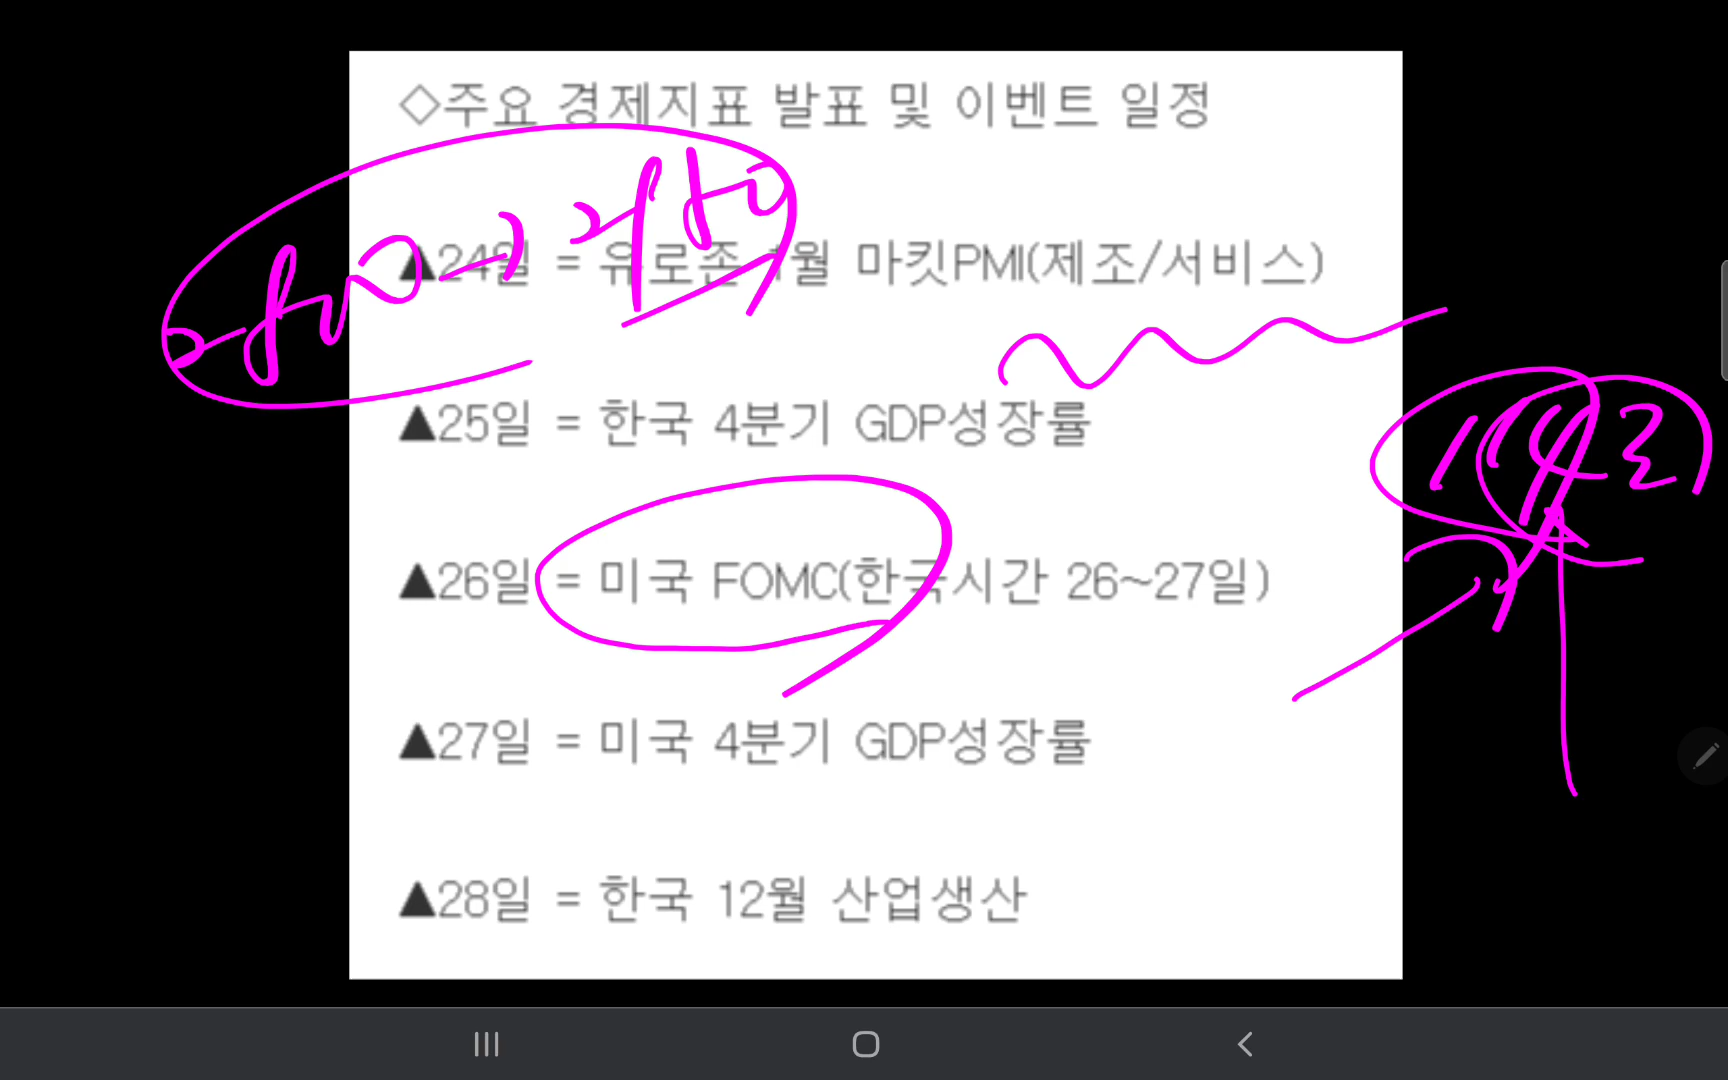 ◇주요 경제지표 발표 및 이벤트 일정
▲24일 = 유로존 1월 마킷PMI(제조/서비스)
▲25일 = 한국 4분기 GDP성장률
▲26일 = 미국 FOMC(한국시간 26~27일)
▲27일 = 미국 4분기 GDP성장률
▲28일 = 한국 12월 산업생산